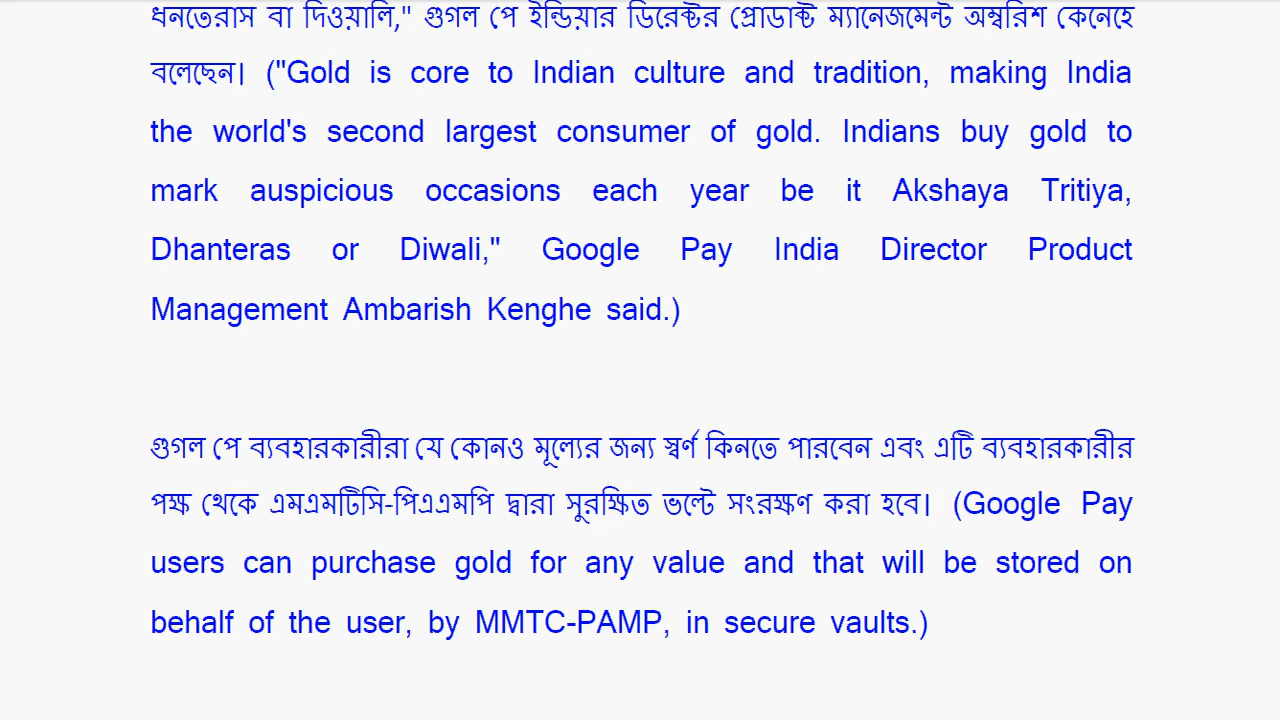 ধনতেরাস বা দিওয়ালি," গুগল পে ইন্ডিয়ার ডিরেক্টর প্রোডাক্ট ম্যানেজমেন্ট অম্বরিশ কেনেহে
বলেছেন। ("Gold is core to Indian culture and tradition, making India
the world's second largest consumer of gold. Indians buy gold to
mark auspicious occasions each year be it Akshaya Tritiya,
Dhanteras or Diwali," Google Pay India Director Product
Management Ambarish Kenghe said.)
গুগল পে ব্যবহারকারীরা যে কোনও মূল্যের জন্য স্বর্ণ কিনতে পারবেন এবং এটি ব্যবহারকারীর
পক্ষ থেকে এমএমটিসি-পিএএমপি দ্বারা সুরক্ষিত ভল্টে সংরক্ষণ করা হবে। (Google Pay
users can purchase gold for any value and that will be stored on
behalf of the user, by MMTC-PAMP, in secure vaults.)